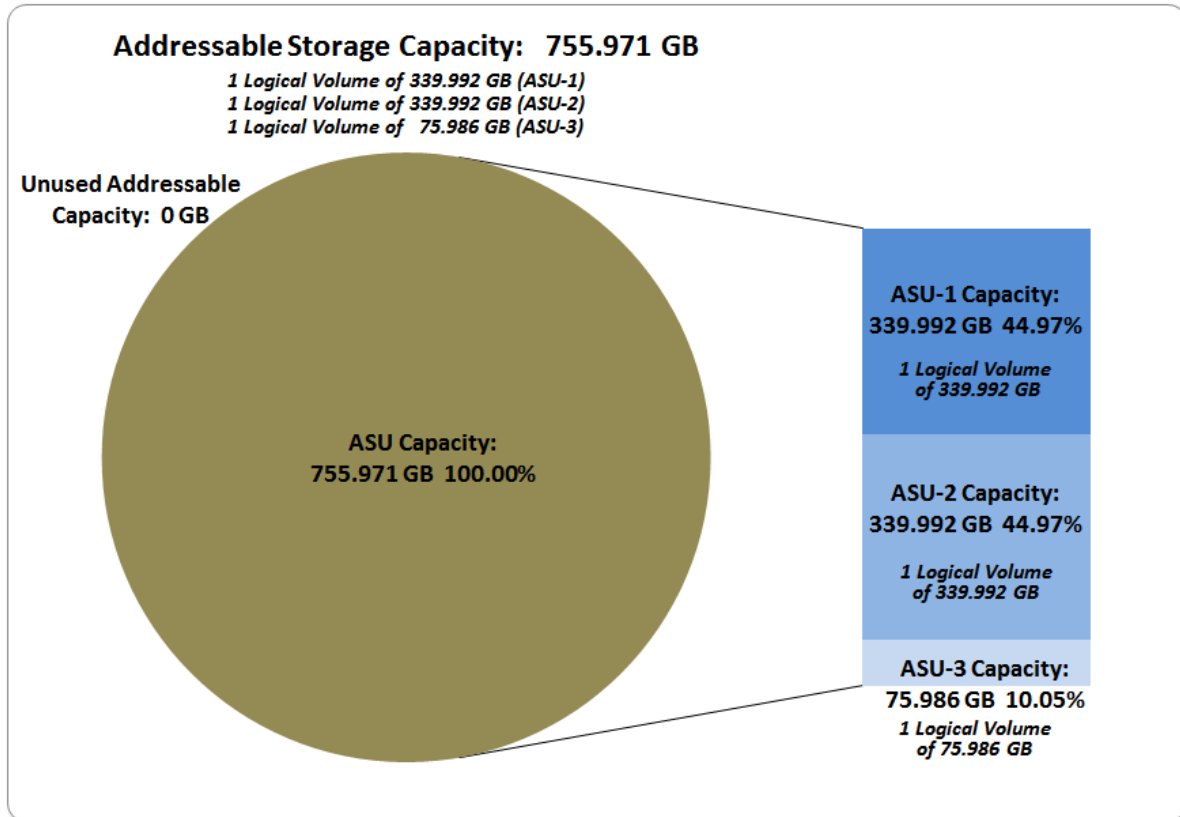 Addressable Storage Capacity: 755.971 GB
1 Logical Volume of 339.992 GB (ASU-1)
1 Logical Volume of 339.992 GB (ASU-2)
1 Logical Volume of 75.986 GB (ASU-3)
Unused Addressable
Capacity: 0 GB
ASU Capacity:
755.971 GB 100.00%
ASU-1 Capacity:
339.992 GB 44.97%
1 Logical Volume
of 339.992 GB
ASU-2 Capacity:
339.992 GB 44.97%
1 Logical Volume
of 339.992 GB
ASU-3 Capacity:
75.986 GB 10.05%
1 Logical Volume
of 75.986 GB